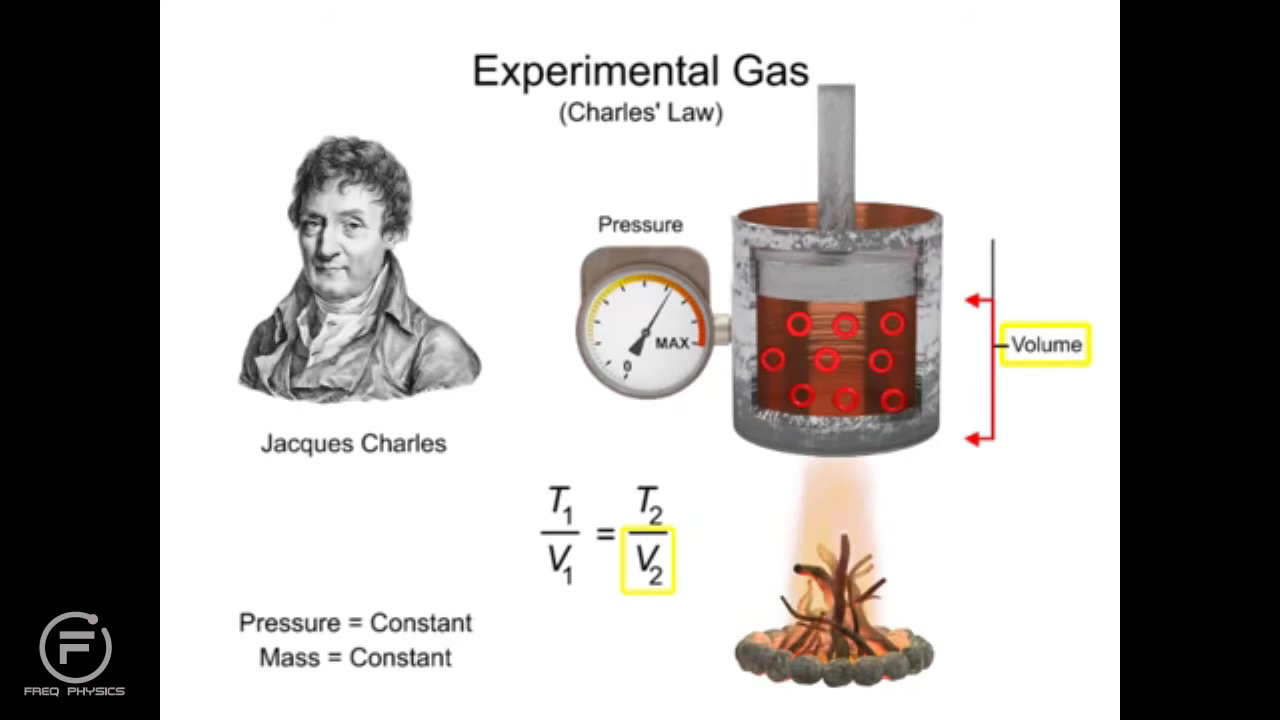 Experimental Gas
(Charles' Law)
Pressure
MAX
0
Volume
Jacques Charles
T1 / V1 = T2 / V2
Pressure = Constant
Mass = Constant
F
FREQ PHYSICS